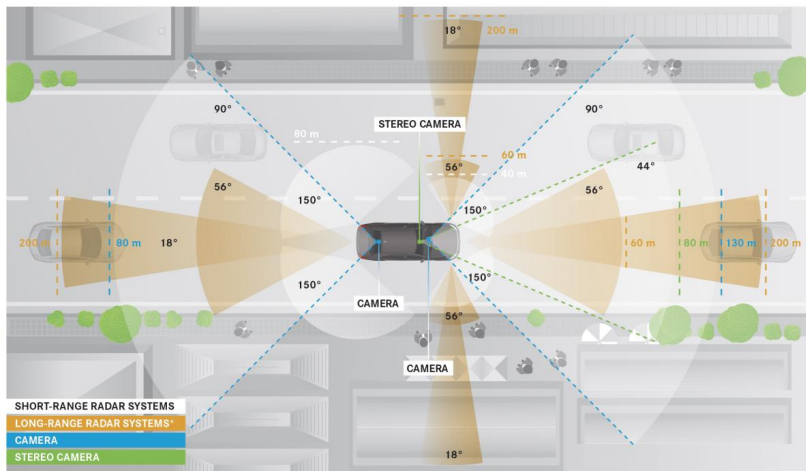 18°
200 m
90°
90°
STEREO CAMERA
80 m
60 m
56°
40 m
44°
56°
56°
150°
150°
200 m
80 m
18°
60 m
80 m
130 m
200 m
150°
150°
CAMERA
56°
CAMERA
SHORT-RANGE RADAR SYSTEMS
LONG-RANGE RADAR SYSTEMS*
CAMERA
STEREO CAMERA
18°